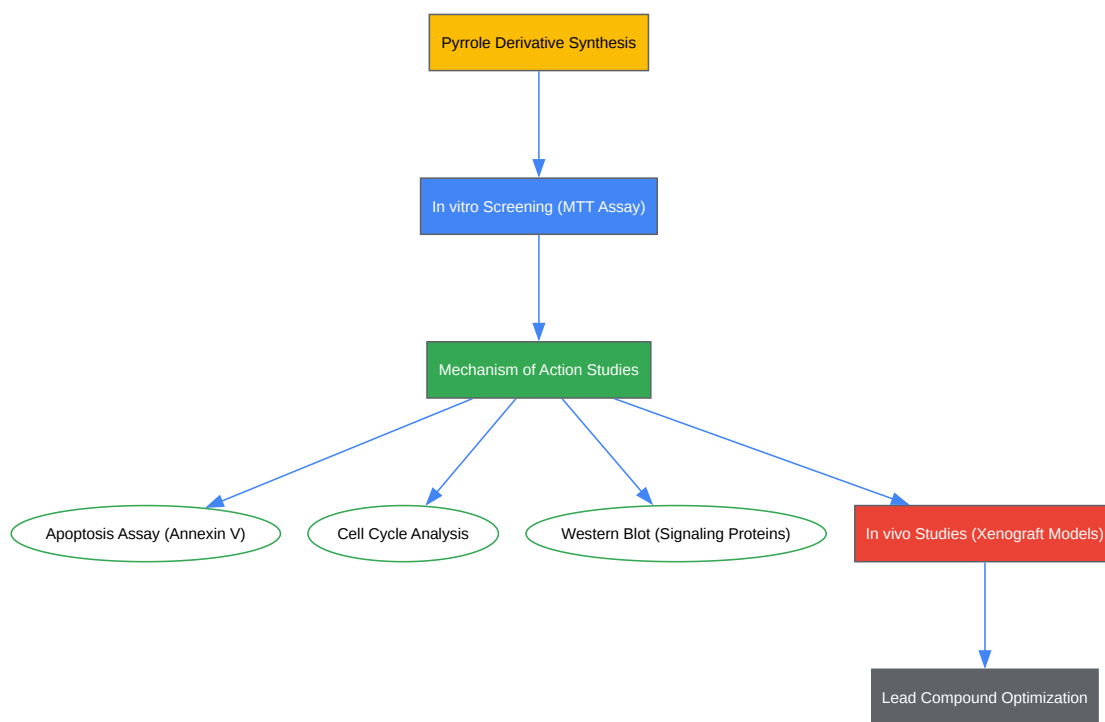 Pyrrole Derivative Synthesis
In vitro Screening (MTT Assay)
Mechanism of Action Studies
Apoptosis Assay (Annexin V)
Cell Cycle Analysis
Western Blot (Signaling Proteins)
In vivo Studies (Xenograft Models)
Lead Compound Optimization